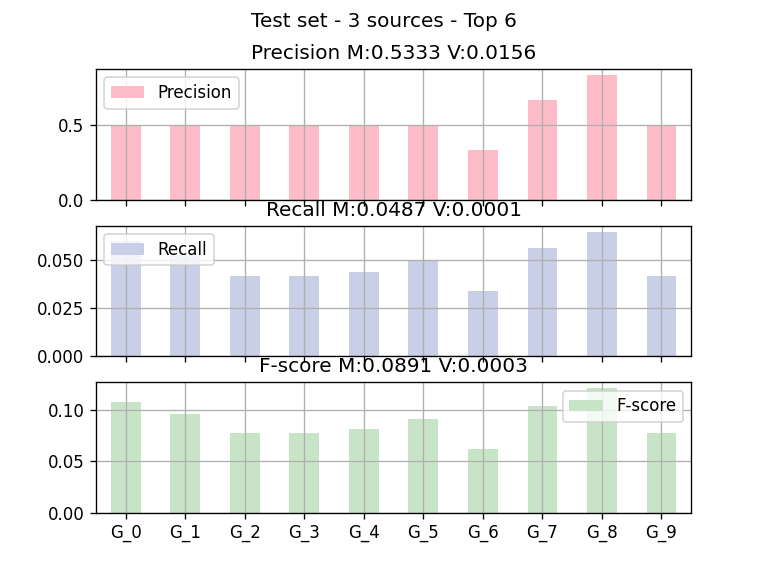 Test set - 3 sources - Top 6
Precision M:0.5333 V:0.0156
Precision
0.5
0.0
Recall M:0.0487 V:0.0001
Recall
0.050
0.025
0.000
F-score M:0.0891 V:0.0003
F-score
0.10
0.05
0.00
G_0 G_1 G_2 G_3 G_4 G_5 G_6 G_7 G_8 G_9